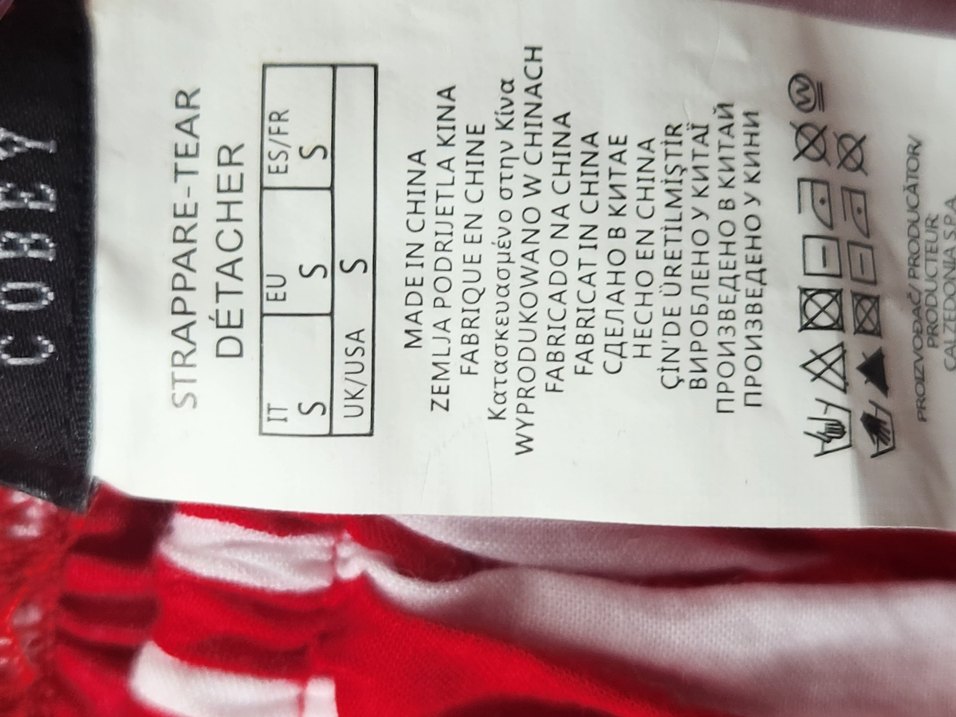 COBEY
STRAPPARE-TEAR
DÉTACHER
IT EU ES/FR
S S S
UK/USA
S
MADE IN CHINA
ZEMLJA PODRIJETLA KINA
FABRIQUE EN CHINE
Κατασκευασμένο στην Κίνα
WYPRODUKOWANO W CHINACH
FABRICADO NA CHINA
FABRICAT IN CHINA
СДЕЛАНО В КИТАЕ
HECHO EN CHINA
ÇİN'DE ÜRETİLMİŞTİR
ВИРОБЛЕНО У КИТАЇ
ПРОИЗВЕДЕНО В КИТАЙ
ПРОИЗВЕДЕНО У КИНИ
W
PROIZVOĐAČ/ PRODUCĂTOR/
PRODUCTEUR:
CALZEDONIA S.P.A.